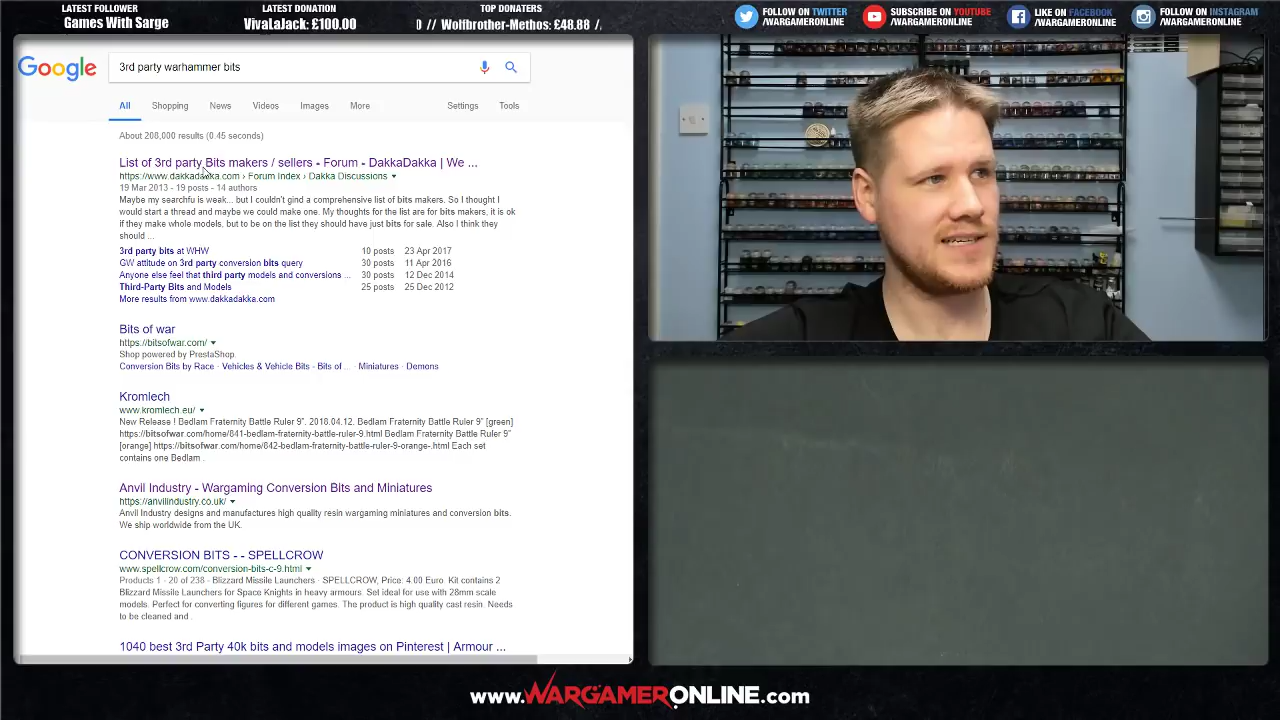 LATEST FOLLOWER
Games With Sarge
LATEST DONATION
VivaLaJack: £100.00
TOP DONATERS
// Wolfbrother-Methos: £48.88 /
FOLLOW ON TWITTER
/WARGAMERONLINE
SUBSCRIBE ON YOUTUBE
/WARGAMERONLINE
LIKE ON FACEBOOK
/WARGAMERONLINE
FOLLOW ON INSTAGRAM
/WARGAMERONLINE
Google
3rd party warhammer bits
All Shopping News Videos Images More Settings Tools
About 208,000 results (0.45 seconds)
List of 3rd party Bits makers / sellers - Forum - DakkaDakka | We ...
https://www.dakkadakka.com › Forum Index › Dakka Discussions
19 Mar 2013 - 19 posts - 14 authors
Maybe my searchfu is weak... but I couldn't gind a comprehensive list of bits makers. So I thought I
would start a thread and maybe we could make one. My thoughts for the list are for bits makers, it is ok
if they make whole models, but to be on the list they should have just bits for sale. Also I think they
should ...
3rd party bits at WHW 10 posts 23 Apr 2017
GW attitude on 3rd party conversion bits query 30 posts 11 Apr 2016
Anyone else feel that third party models and conversions ... 30 posts 12 Dec 2014
Third-Party Bits and Models 25 posts 25 Dec 2012
More results from www.dakkadakka.com
Bits of war
https://bitsofwar.com/
Shop powered by PrestaShop.
Conversion Bits by Race · Vehicles & Vehicle Bits · Bits of ... · Miniatures · Demons
Kromlech
www.kromlech.eu/
New Release ! Bedlam Fraternity Battle Ruler 9". 2018.04.12. Bedlam Fraternity Battle Ruler 9" [green]
https://bitsofwar.com/home/841-bedlam-fraternity-battle-ruler-9.html Bedlam Fraternity Battle Ruler 9"
[orange] https://bitsofwar.com/home/842-bedlam-fraternity-battle-ruler-9-orange-.html Each set
contains one Bedlam .
Anvil Industry - Wargaming Conversion Bits and Miniatures
https://anvilindustry.co.uk/
Anvil Industry designs and manufactures high quality resin wargaming miniatures and conversion bits.
We ship worldwide from the UK.
CONVERSION BITS - - SPELLCROW
www.spellcrow.com/conversion-bits-c-9.html
Products 1 - 20 of 238 - Blizzard Missile Launchers · SPELLCROW, Price: 4.00 Euro. Kit contains 2
Blizzard Missile Launchers for Space Knights in heavy armours. Set ideal for use with 28mm scale
models. Perfect for converting figures for different games. The product is high quality cast resin. Needs
to be cleaned and .
1040 best 3rd Party 40k bits and models images on Pinterest | Armour ...
www.WARGAMERONLINE.com